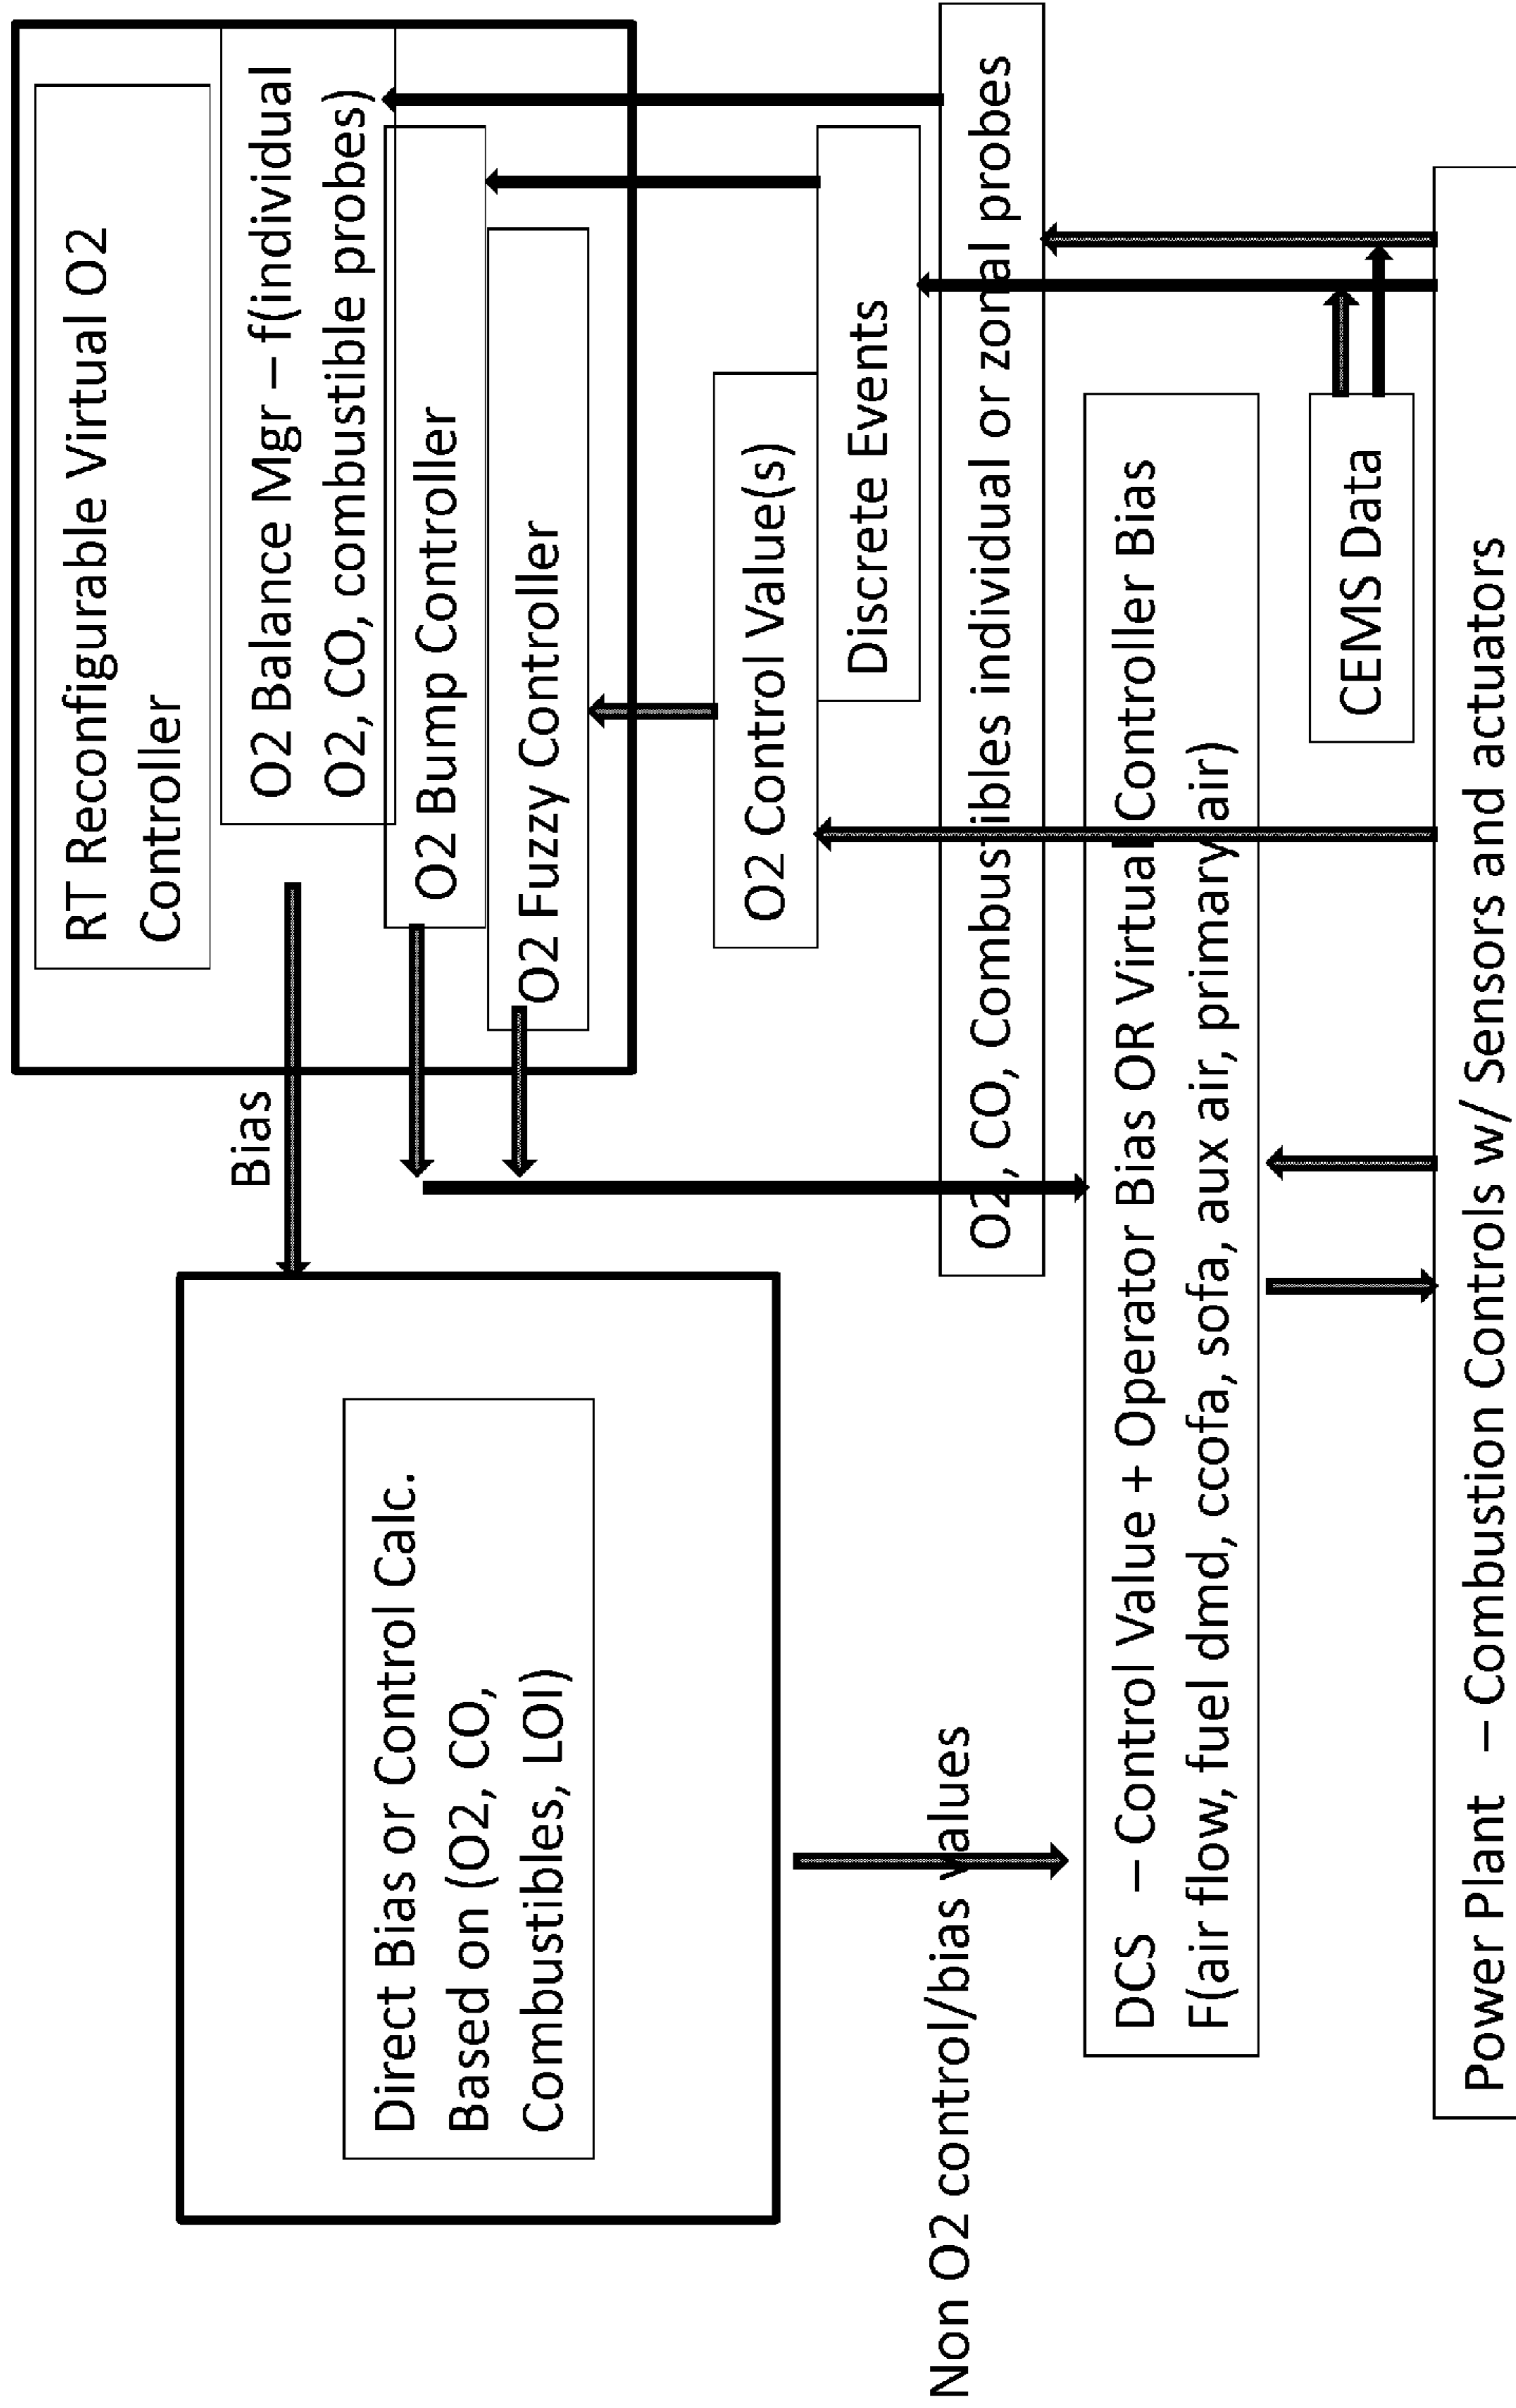 RT Reconfigurable Virtual O2
Controller
O2 Balance Mgr – f(individual
O2, CO, combustible probes)
O2 Bump Controller
O2 Fuzzy Controller
Bias
Direct Bias or Control Calc.
Based on (O2, CO,
Combustibles, LOI)
O2 Control Value(s)
Discrete Events
Non O2 control/bias values
O2, CO, Combustibles individual or zonal probes
DCS – Control Value + Operator Bias OR Virtual Controller Bias
F(air flow, fuel dmd, ccofa, sofa, aux air, primary air)
CEMS Data
Power Plant – Combustion Controls w/ Sensors and actuators